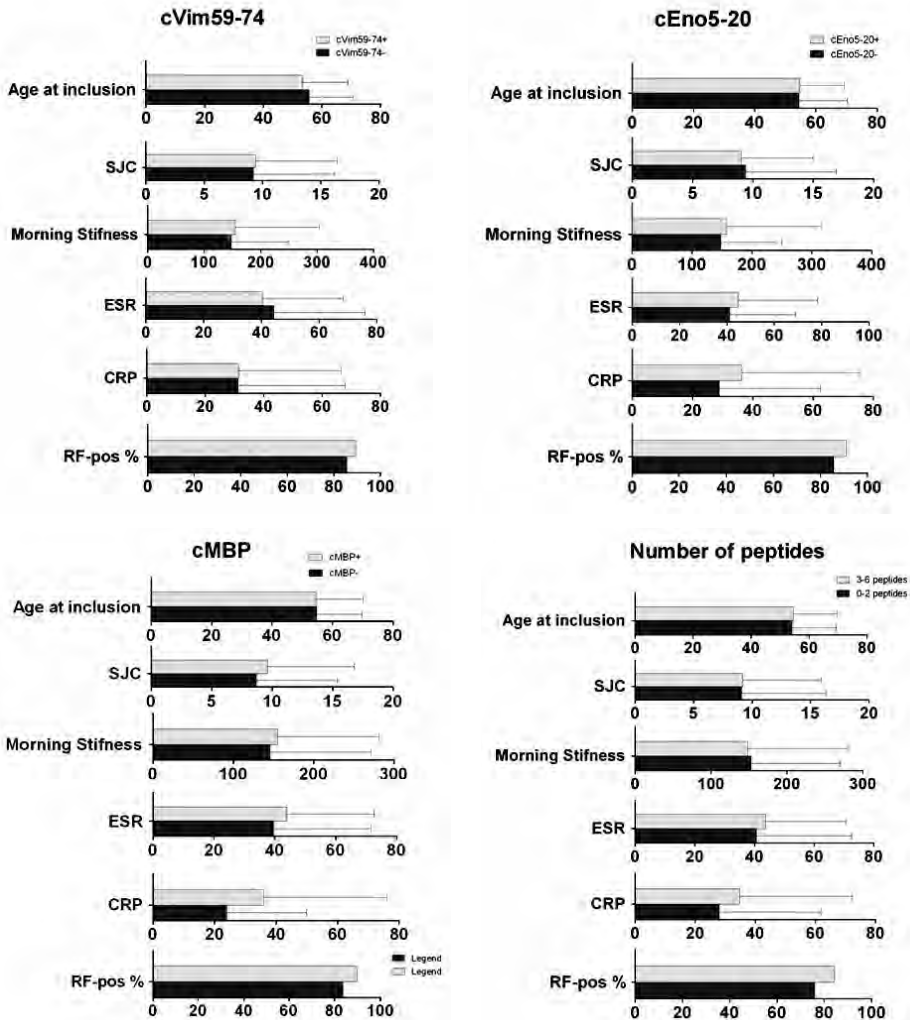 cVim59-74
cVim59-74+
cVim59-74-
Age at inclusion
0 20 40 60 80
SJC
0 5 10 15 20
Morning Stifness
0 100 200 300 400
ESR
0 20 40 60 80
CRP
0 20 40 60 80
RF-pos %
0 20 40 60 80 100
cEno5-20
cEno5-20+
cEno5-20-
Age at inclusion
0 20 40 60 80
SJC
0 5 10 15 20
Morning Stifness
0 100 200 300 400
ESR
0 20 40 60 80 100
CRP
0 20 40 60 80
RF-pos %
0 20 40 60 80 100
cMBP
cMBP+
cMBP-
Age at inclusion
0 20 40 60 80
SJC
0 5 10 15 20
Morning Stifness
0 100 200 300
ESR
0 20 40 60 80
CRP
0 20 40 60 80
Legend
Legend
RF-pos %
0 20 40 60 80 100
Number of peptides
3-6 peptides
0-2 peptides
Age at inclusion
0 20 40 60 80
SJC
0 5 10 15 20
Morning Stifness
0 100 200 300
ESR
0 20 40 60 80
CRP
0 20 40 60 80
RF-pos %
0 20 40 60 80 100